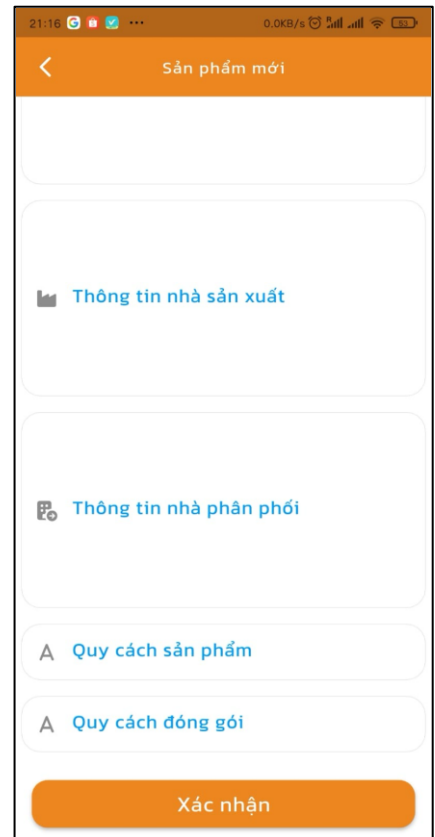 21:16 0.0KB/s 53
Sản phẩm mới
Thông tin nhà sản xuất
Thông tin nhà phân phối
A Quy cách sản phẩm
A Quy cách đóng gói
Xác nhận